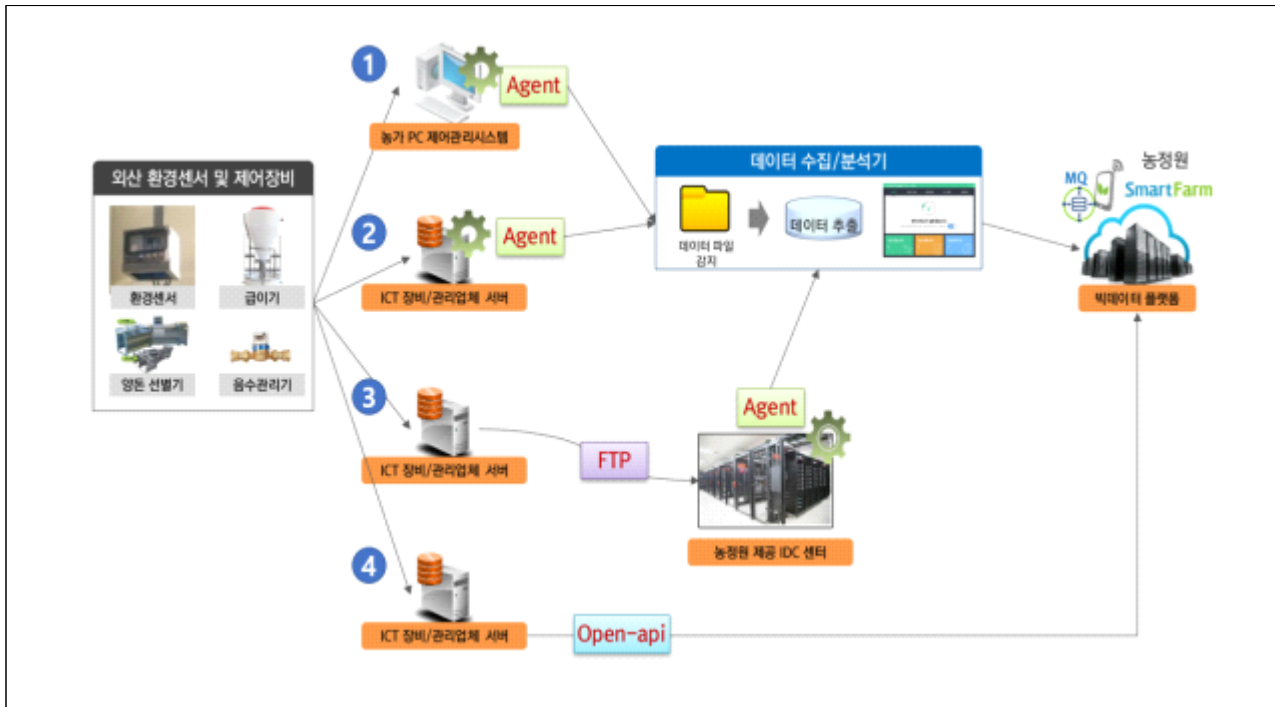 1
Agent
농가 PC 제어관리시스템
외산 환경센서 및 제어장비
환경센서
급이기
양돈 선별기
음수관리기
2
Agent
ICT 장비/관리업체 서버
데이터 수집/분석기
데이터 파일
감지
데이터 추출
농정원
MQ
SmartFarm
빅데이터 플랫폼
3
ICT 장비/관리업체 서버
FTP
Agent
농정원 제공 IDC 센터
4
ICT 장비/관리업체 서버
Open-api